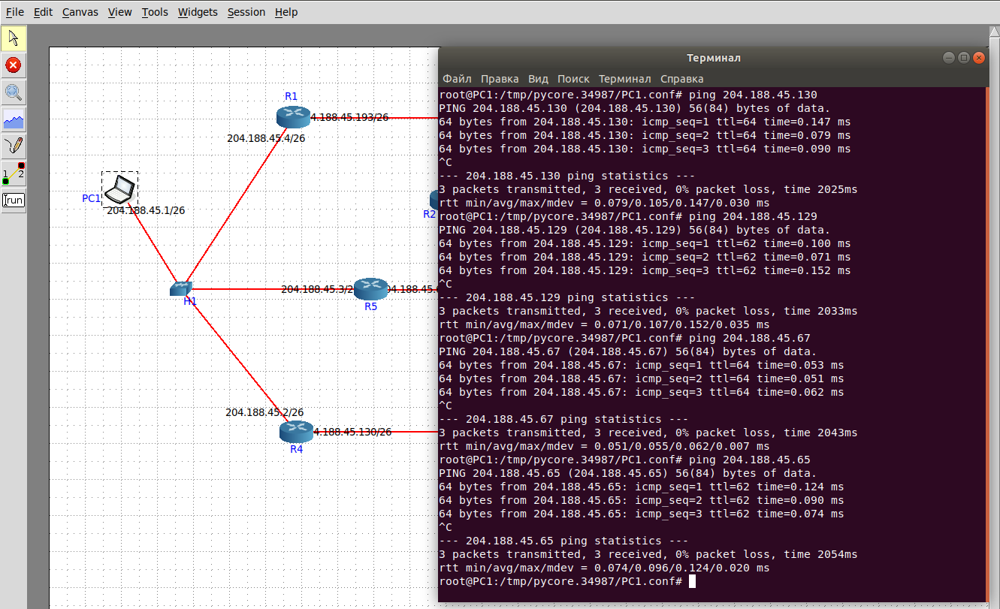 File Edit Canvas View Tools Widgets Session Help
1 2
run
R1
4.188.45.193/26
204.188.45.4/26
PC1
204.188.45.1/26
R2
H1
204.188.45.3/2
04.188.45.6
R5
204.188.45.2/26
4.188.45.130/26
R4
Терминал
Файл Правка Вид Поиск Терминал Справка
root@PC1:/tmp/pycore.34987/PC1.conf# ping 204.188.45.130
PING 204.188.45.130 (204.188.45.130) 56(84) bytes of data.
64 bytes from 204.188.45.130: icmp_seq=1 ttl=64 time=0.147 ms
64 bytes from 204.188.45.130: icmp_seq=2 ttl=64 time=0.079 ms
64 bytes from 204.188.45.130: icmp_seq=3 ttl=64 time=0.090 ms
^C
--- 204.188.45.130 ping statistics ---
3 packets transmitted, 3 received, 0% packet loss, time 2025ms
rtt min/avg/max/mdev = 0.079/0.105/0.147/0.030 ms
root@PC1:/tmp/pycore.34987/PC1.conf# ping 204.188.45.129
PING 204.188.45.129 (204.188.45.129) 56(84) bytes of data.
64 bytes from 204.188.45.129: icmp_seq=1 ttl=62 time=0.100 ms
64 bytes from 204.188.45.129: icmp_seq=2 ttl=62 time=0.071 ms
64 bytes from 204.188.45.129: icmp_seq=3 ttl=62 time=0.152 ms
^C
--- 204.188.45.129 ping statistics ---
3 packets transmitted, 3 received, 0% packet loss, time 2033ms
rtt min/avg/max/mdev = 0.071/0.107/0.152/0.035 ms
root@PC1:/tmp/pycore.34987/PC1.conf# ping 204.188.45.67
PING 204.188.45.67 (204.188.45.67) 56(84) bytes of data.
64 bytes from 204.188.45.67: icmp_seq=1 ttl=64 time=0.053 ms
64 bytes from 204.188.45.67: icmp_seq=2 ttl=64 time=0.051 ms
64 bytes from 204.188.45.67: icmp_seq=3 ttl=64 time=0.062 ms
^C
--- 204.188.45.67 ping statistics ---
3 packets transmitted, 3 received, 0% packet loss, time 2043ms
rtt min/avg/max/mdev = 0.051/0.055/0.062/0.007 ms
root@PC1:/tmp/pycore.34987/PC1.conf# ping 204.188.45.65
PING 204.188.45.65 (204.188.45.65) 56(84) bytes of data.
64 bytes from 204.188.45.65: icmp_seq=1 ttl=62 time=0.124 ms
64 bytes from 204.188.45.65: icmp_seq=2 ttl=62 time=0.090 ms
64 bytes from 204.188.45.65: icmp_seq=3 ttl=62 time=0.074 ms
^C
--- 204.188.45.65 ping statistics ---
3 packets transmitted, 3 received, 0% packet loss, time 2054ms
rtt min/avg/max/mdev = 0.074/0.096/0.124/0.020 ms
root@PC1:/tmp/pycore.34987/PC1.conf#